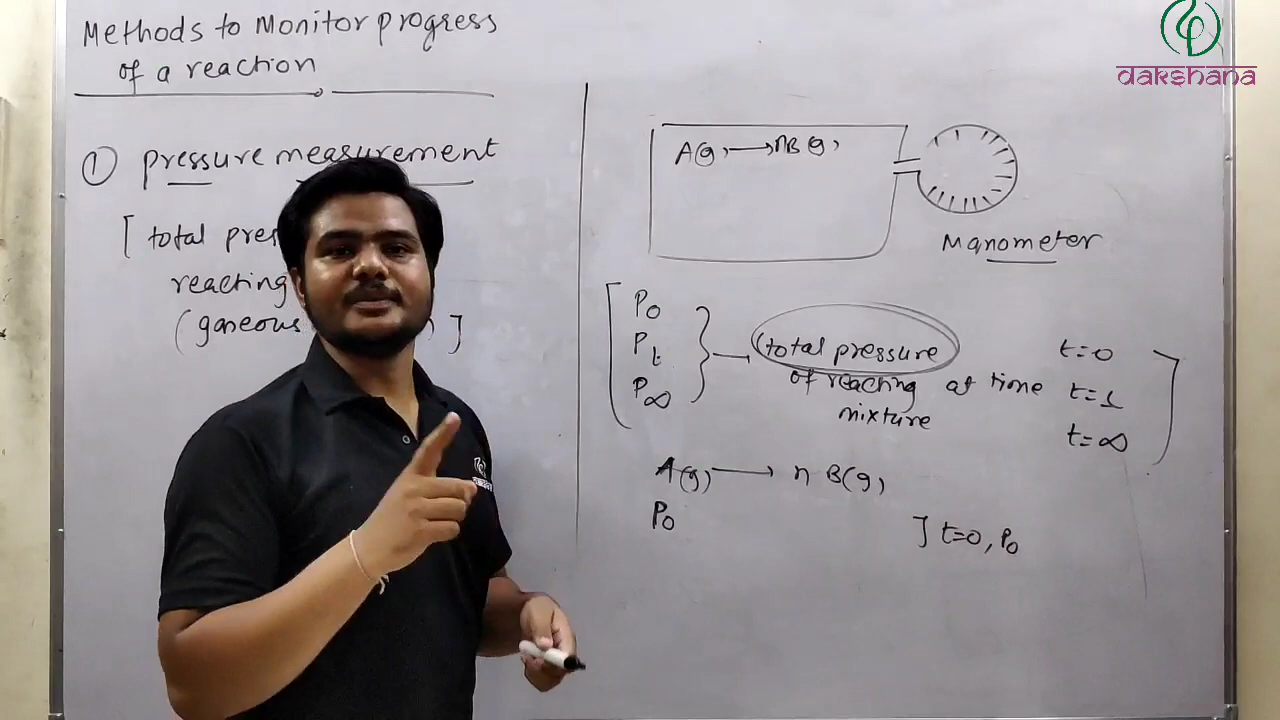 Methods to Monitor progress
of a reaction
① pressure measurement
[ total pres
reacting
(gaseous ) ]
dakshana
A(g) → nB(g)
Manometer
P₀
Pₜ
P∞
total pressure
of reacting at time
mixture
t=0
t=t
t=∞
A(g) → n B(g)
P₀
] t=0, P₀